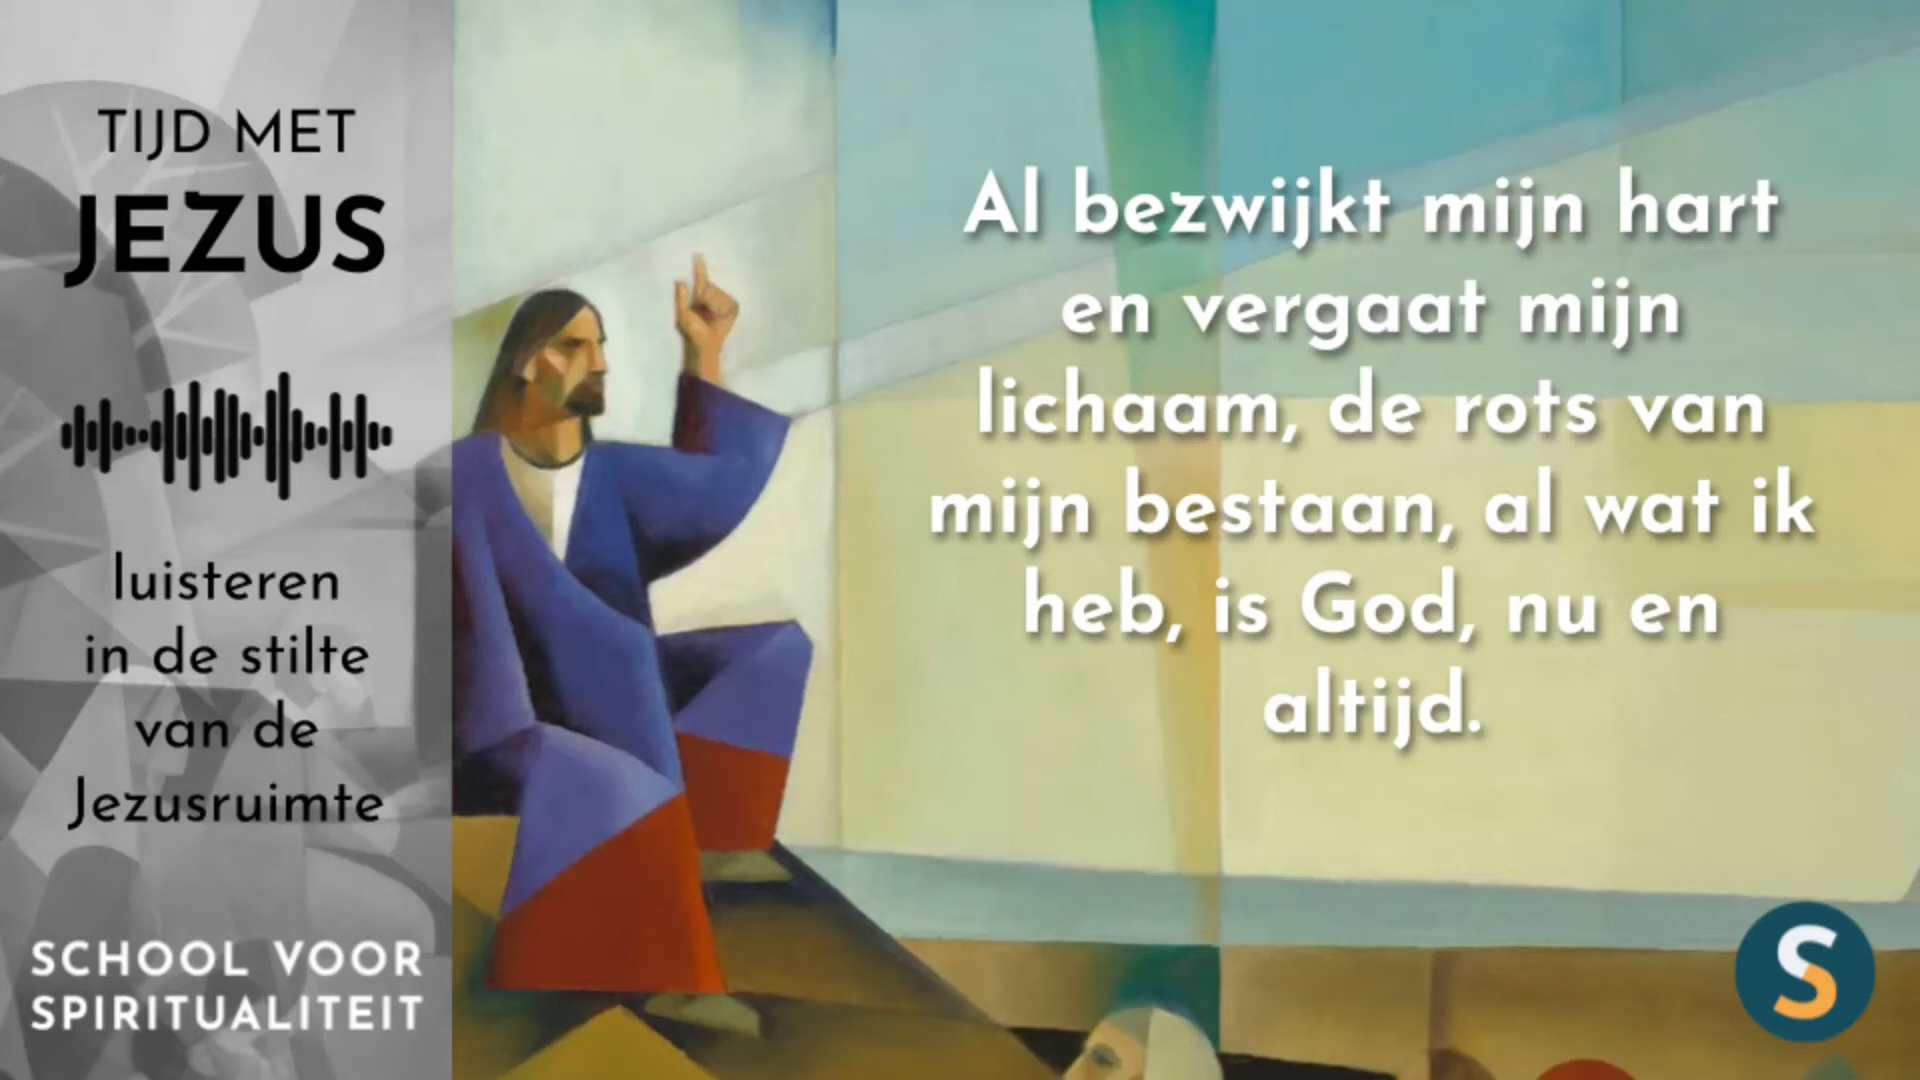 TIJD MET
JEZUS
luisteren
in de stilte
van de
Jezusruimte
SCHOOL VOOR
SPIRITUALITEIT
Al bezwijkt mijn hart
en vergaat mijn
lichaam, de rots van
mijn bestaan, al wat ik
heb, is God, nu en
altijd.
S